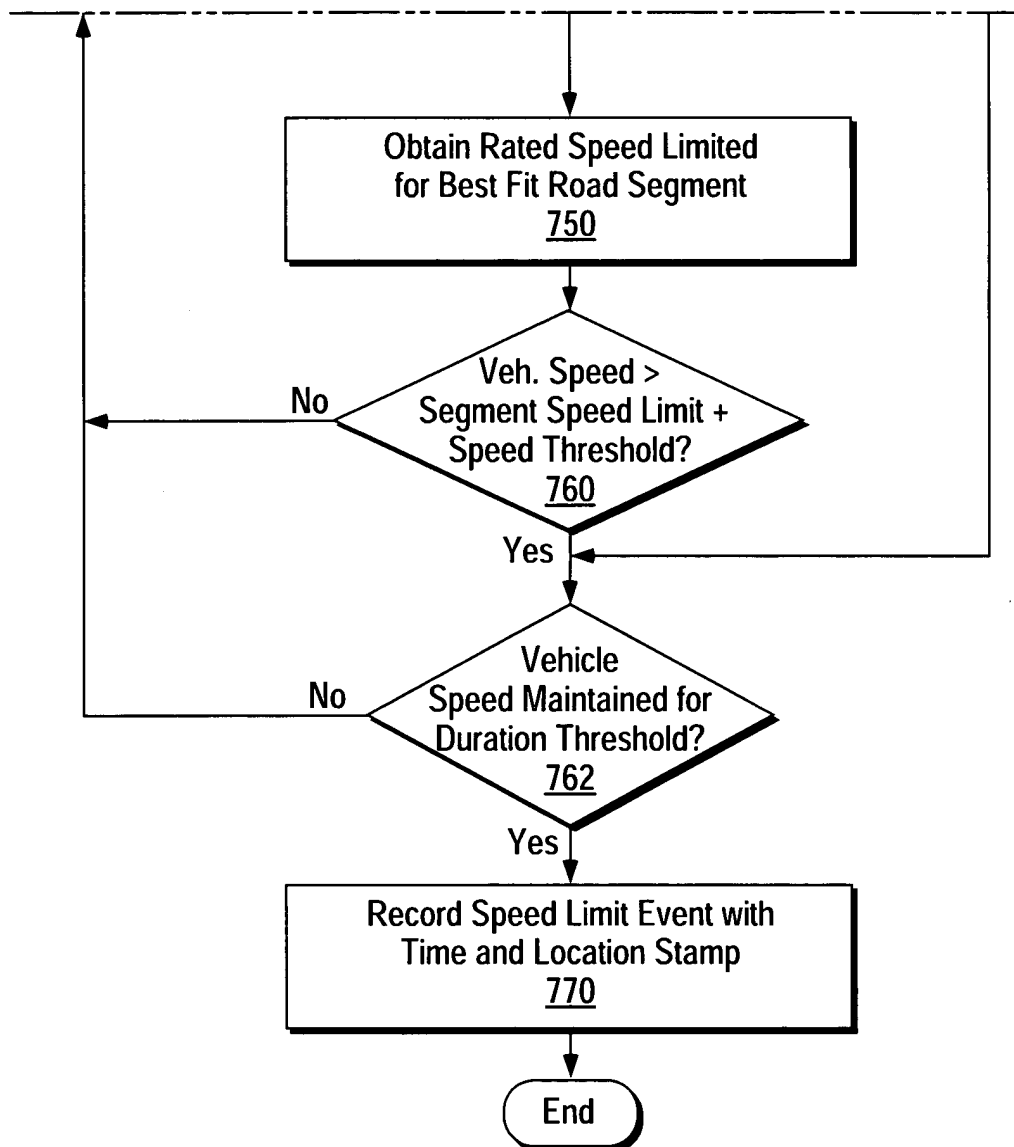 Obtain Rated Speed Limited
for Best Fit Road Segment
750
Veh. Speed >
Segment Speed Limit +
Speed Threshold?
760
No
Yes
Vehicle
Speed Maintained for
Duration Threshold?
762
No
Yes
Record Speed Limit Event with
Time and Location Stamp
770
End